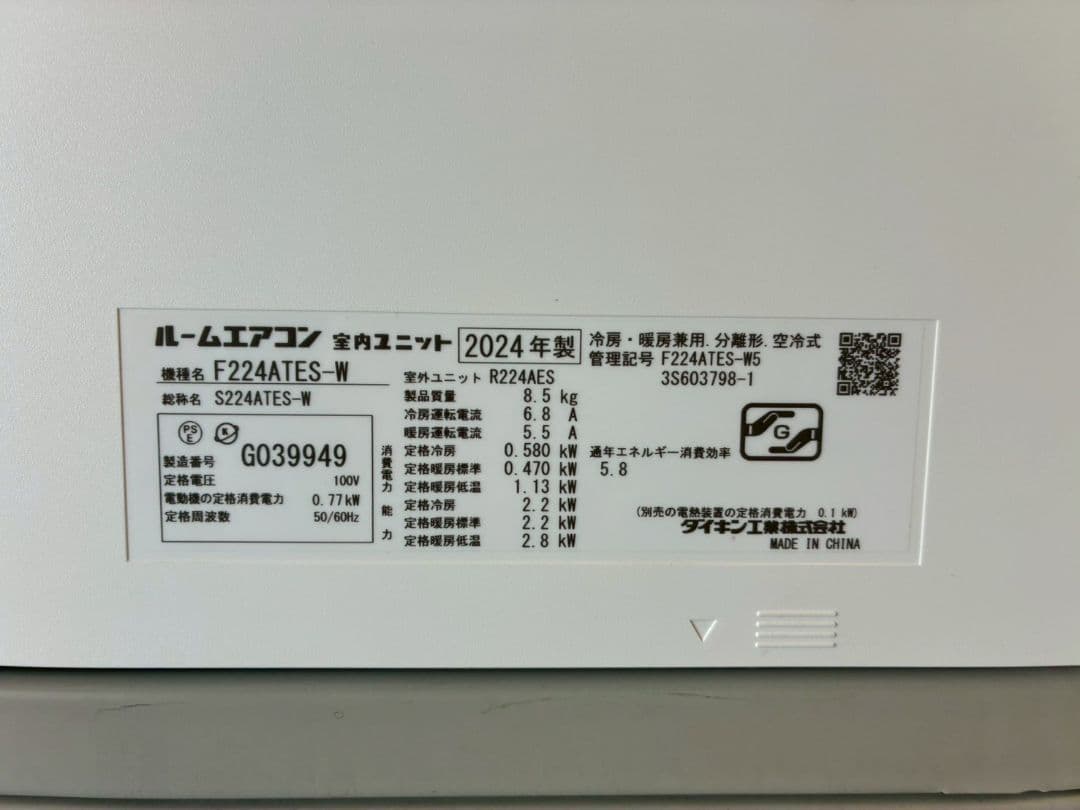 ルームエアコン 室内ユニット 2024年製
機種名 F224ATES-W
総称名 S224ATES-W
PS
E
製造番号 G039949
定格電圧 100V
電動機の定格消費電力 0.77kW
定格周波数 50/60Hz
室外ユニット R224AES
製品質量 8.5 kg
冷房運転電流 6.8 A
暖房運転電流 5.5 A
消費電力
定格冷房 0.580 kW
定格暖房標準 0.470 kW
定格暖房低温 1.13 kW
能力
定格冷房 2.2 kW
定格暖房標準 2.2 kW
定格暖房低温 2.8 kW
冷房・暖房兼用.分離形.空冷式
管理記号 F224ATES-W5
3S603798-1
G
通年エネルギー消費効率
5.8
(別売の電熱装置の定格消費電力 0.1 kW)
ダイキン工業株式会社
MADE IN CHINA